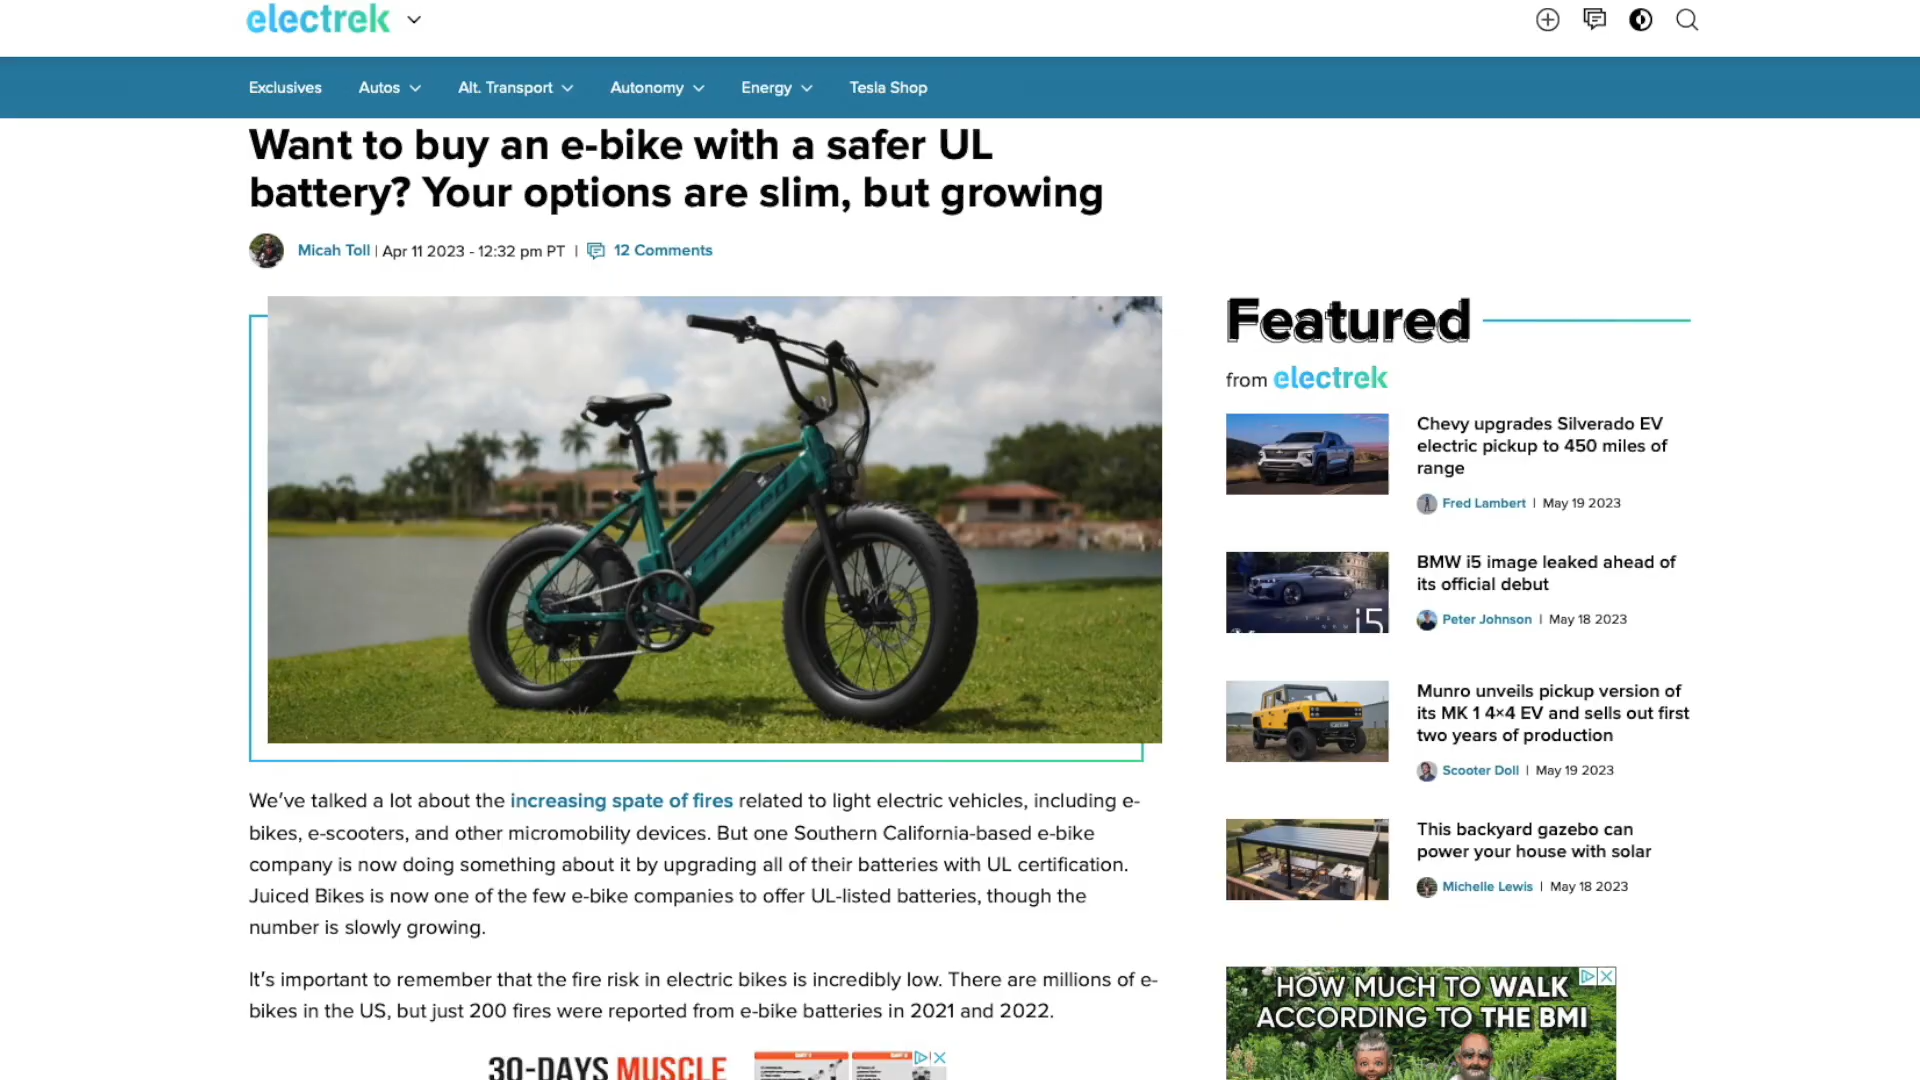 electrek
Exclusives
Autos
Alt. Transport
Autonomy
Energy
Tesla Shop
Want to buy an e-bike with a safer UL
battery? Your options are slim, but growing
Micah Toll | Apr 11 2023 - 12:32 pm PT | 12 Comments
We've talked a lot about the increasing spate of fires related to light electric vehicles, including e-
bikes, e-scooters, and other micromobility devices. But one Southern California-based e-bike
company is now doing something about it by upgrading all of their batteries with UL certification.
Juiced Bikes is now one of the few e-bike companies to offer UL-listed batteries, though the
number is slowly growing.
It's important to remember that the fire risk in electric bikes is incredibly low. There are millions of e-
bikes in the US, but just 200 fires were reported from e-bike batteries in 2021 and 2022.
30-DAYS MUSCLE
Featured
from electrek
Chevy upgrades Silverado EV
electric pickup to 450 miles of
range
Fred Lambert | May 19 2023
i5
BMW i5 image leaked ahead of
its official debut
Peter Johnson | May 18 2023
Munro unveils pickup version of
its MK 1 4×4 EV and sells out first
two years of production
Scooter Doll | May 19 2023
This backyard gazebo can
power your house with solar
Michelle Lewis | May 18 2023
HOW MUCH TO WALK
ACCORDING TO THE BMI